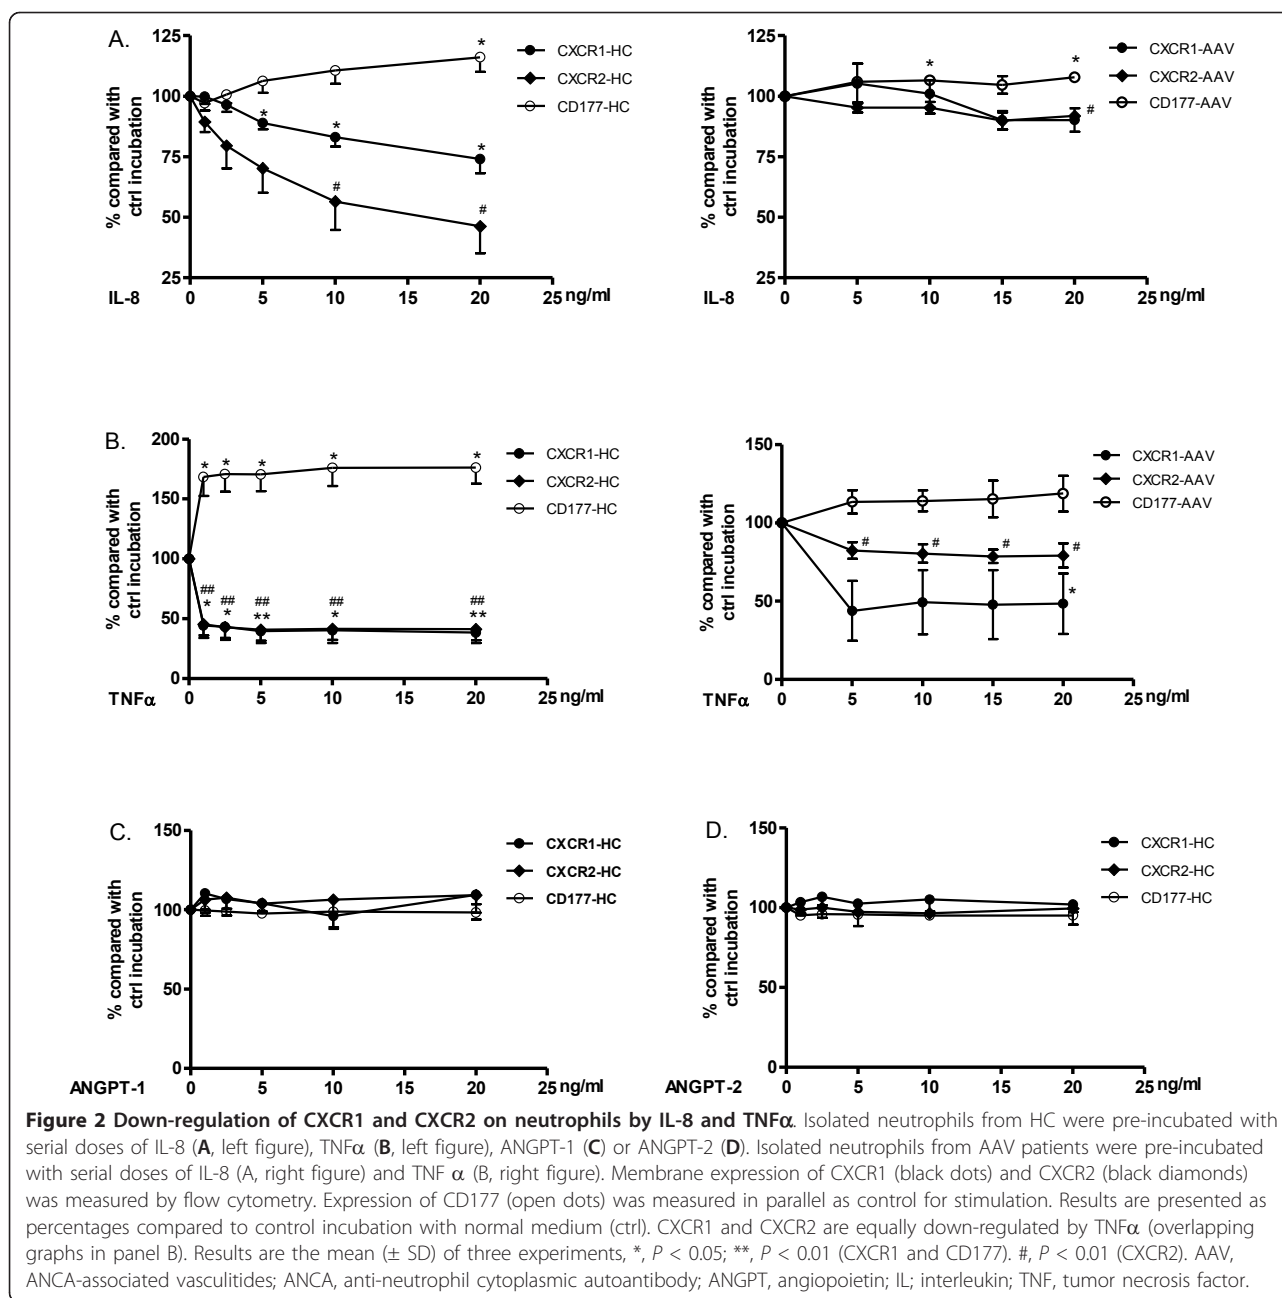 A.
125
100
75
50
25
% compared with
ctrl incubation
*
*
*
*
#
#
CXCR1-HC
CXCR2-HC
CD177-HC
IL-8
0 5 10 15 20 25 ng/ml
125
100
75
50
25
% compared with
ctrl incubation
*
*
#
CXCR1-AAV
CXCR2-AAV
CD177-AAV
IL-8
0 5 10 15 20 25 ng/ml
B.
200
150
100
50
0
% compared with
ctrl incubation
* * * * *
## ## ## ## ##
* * ** * **
CXCR1-HC
CXCR2-HC
CD177-HC
TNFα
0 5 10 15 20 25 ng/ml
150
100
50
0
% compared with
ctrl incubation
# # # #
*
CXCR1-AAV
CXCR2-AAV
CD177-AAV
TNFα
0 5 10 15 20 25 ng/ml
C.
150
100
50
0
% compared with
ctrl incubation
CXCR1-HC
CXCR2-HC
CD177-HC
ANGPT-1
0 5 10 15 20 25 ng/ml
D.
150
100
50
0
% compared with
ctrl incubation
CXCR1-HC
CXCR2-HC
CD177-HC
ANGPT-2
0 5 10 15 20 25 ng/ml
Figure 2 Down-regulation of CXCR1 and CXCR2 on neutrophils by IL-8 and TNFα. Isolated neutrophils from HC were pre-incubated with
serial doses of IL-8 (A, left figure), TNFα (B, left figure), ANGPT-1 (C) or ANGPT-2 (D). Isolated neutrophils from AAV patients were pre-incubated
with serial doses of IL-8 (A, right figure) and TNF α (B, right figure). Membrane expression of CXCR1 (black dots) and CXCR2 (black diamonds)
was measured by flow cytometry. Expression of CD177 (open dots) was measured in parallel as control for stimulation. Results are presented as
percentages compared to control incubation with normal medium (ctrl). CXCR1 and CXCR2 are equally down-regulated by TNFα (overlapping
graphs in panel B). Results are the mean (± SD) of three experiments, *, P < 0.05; **, P < 0.01 (CXCR1 and CD177). #, P < 0.01 (CXCR2). AAV,
ANCA-associated vasculitides; ANCA, anti-neutrophil cytoplasmic autoantibody; ANGPT, angiopoietin; IL; interleukin; TNF, tumor necrosis factor.